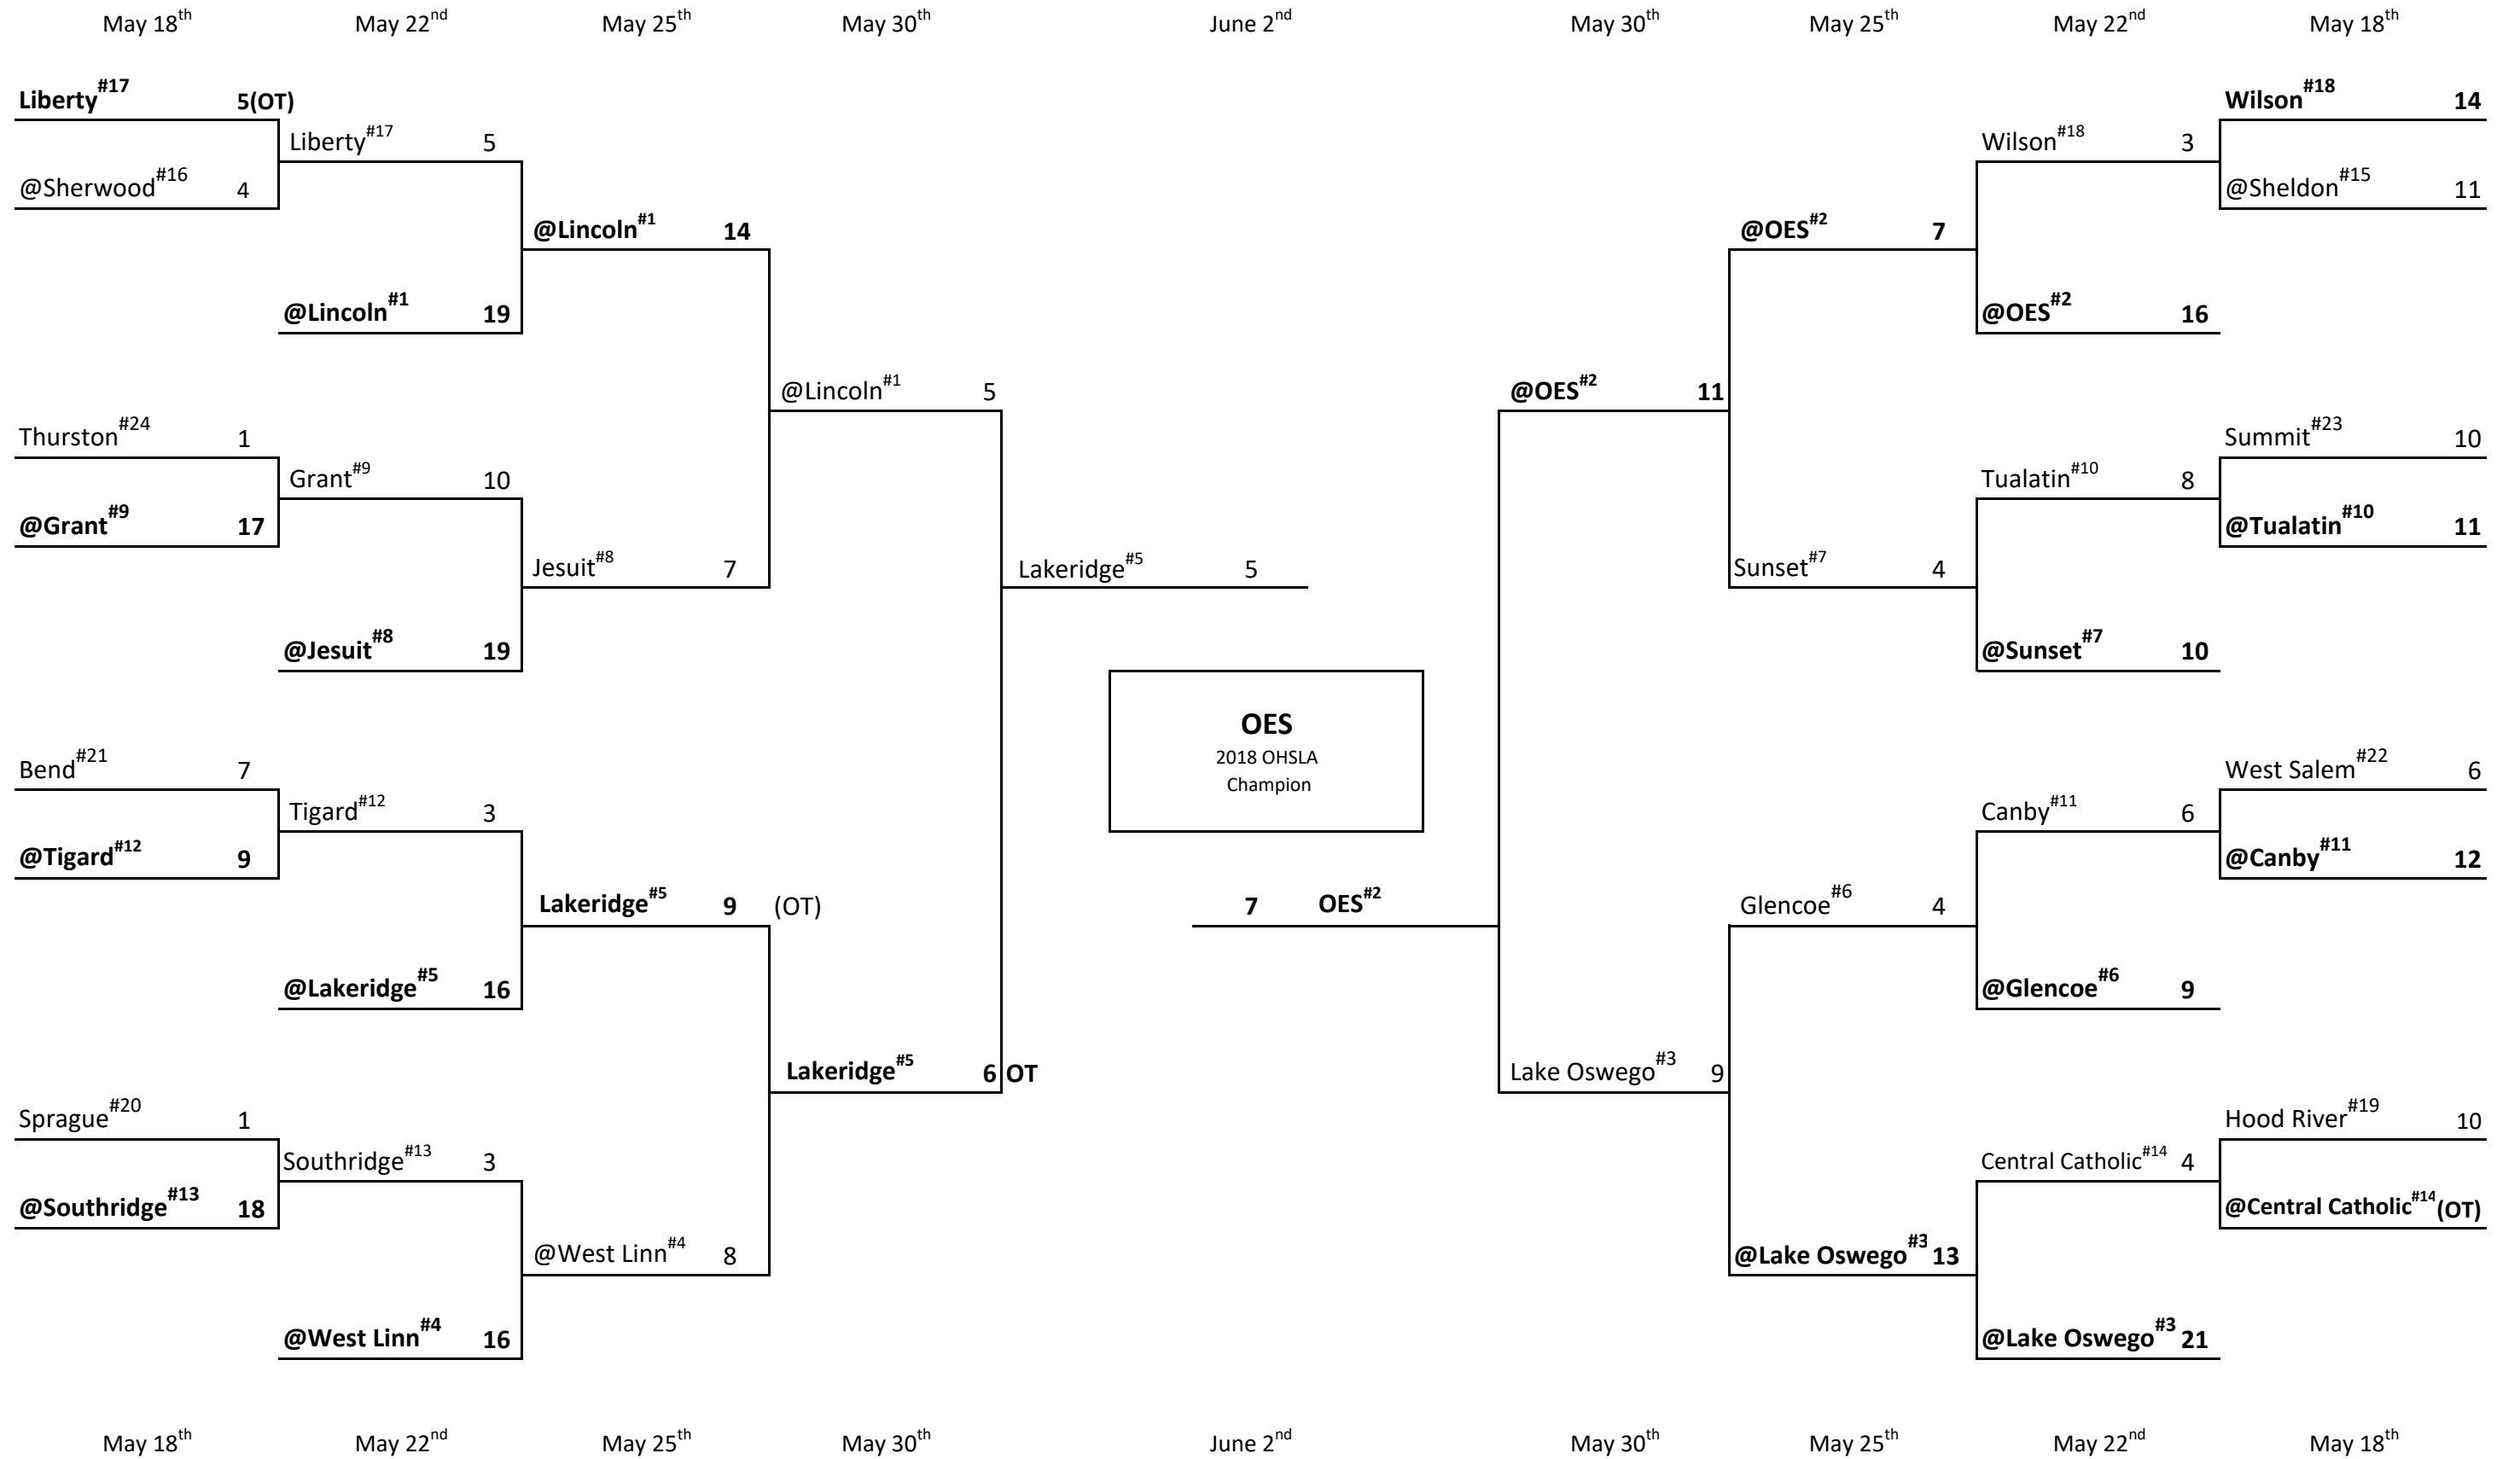 May 18th May 22nd May 25th May 30th June 2nd May 30th May 25th May 22nd May 18th
Liberty#17 5(OT) Wilson#18 14
Liberty#17 5 Wilson#18 3
@Sherwood#16 4 @Sheldon#15 11
@Lincoln#1 14 @OES#2 7
@Lincoln#1 19 @OES#2 16
@Lincoln#1 5 @OES#2 11
Thurston#24 1 Summit#23 10
Grant#9 10 Tualatin#10 8
@Grant#9 17 @Tualatin#10 11
Jesuit#8 7 Lakeridge#5 5 Sunset#7 4
@Jesuit#8 19 @Sunset#7 10
OES
2018 OHSLA
Champion
Bend#21 7 West Salem#22 6
Tigard#12 3 Canby#11 6
@Tigard#12 9 @Canby#11 12
Lakeridge#5 9 (OT) 7 OES#2 Glencoe#6 4
@Lakeridge#5 16 @Glencoe#6 9
Lakeridge#5 6 OT Lake Oswego#3 9
Sprague#20 1 Hood River#19 10
Southridge#13 3 Central Catholic#14 4
@Southridge#13 18 @Central Catholic#14 (OT)
@West Linn#4 8 @Lake Oswego#3 13
@West Linn#4 16 @Lake Oswego#3 21
May 18th May 22nd May 25th May 30th June 2nd May 30th May 25th May 22nd May 18th